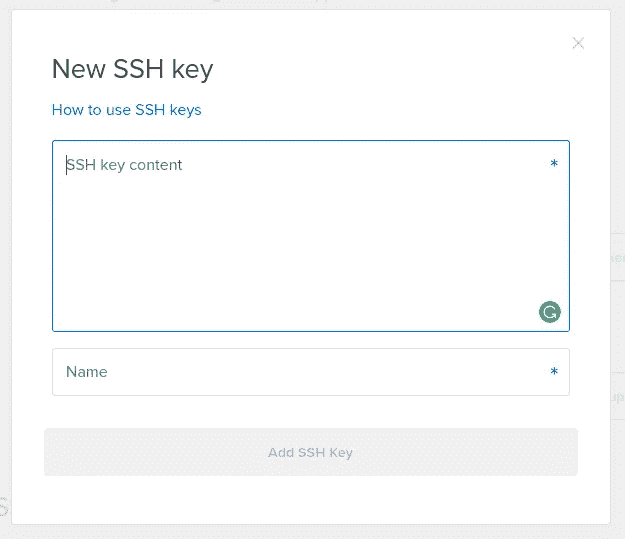 New SSH key
How to use SSH keys
SSH key content
*
Name
*
Add SSH Key